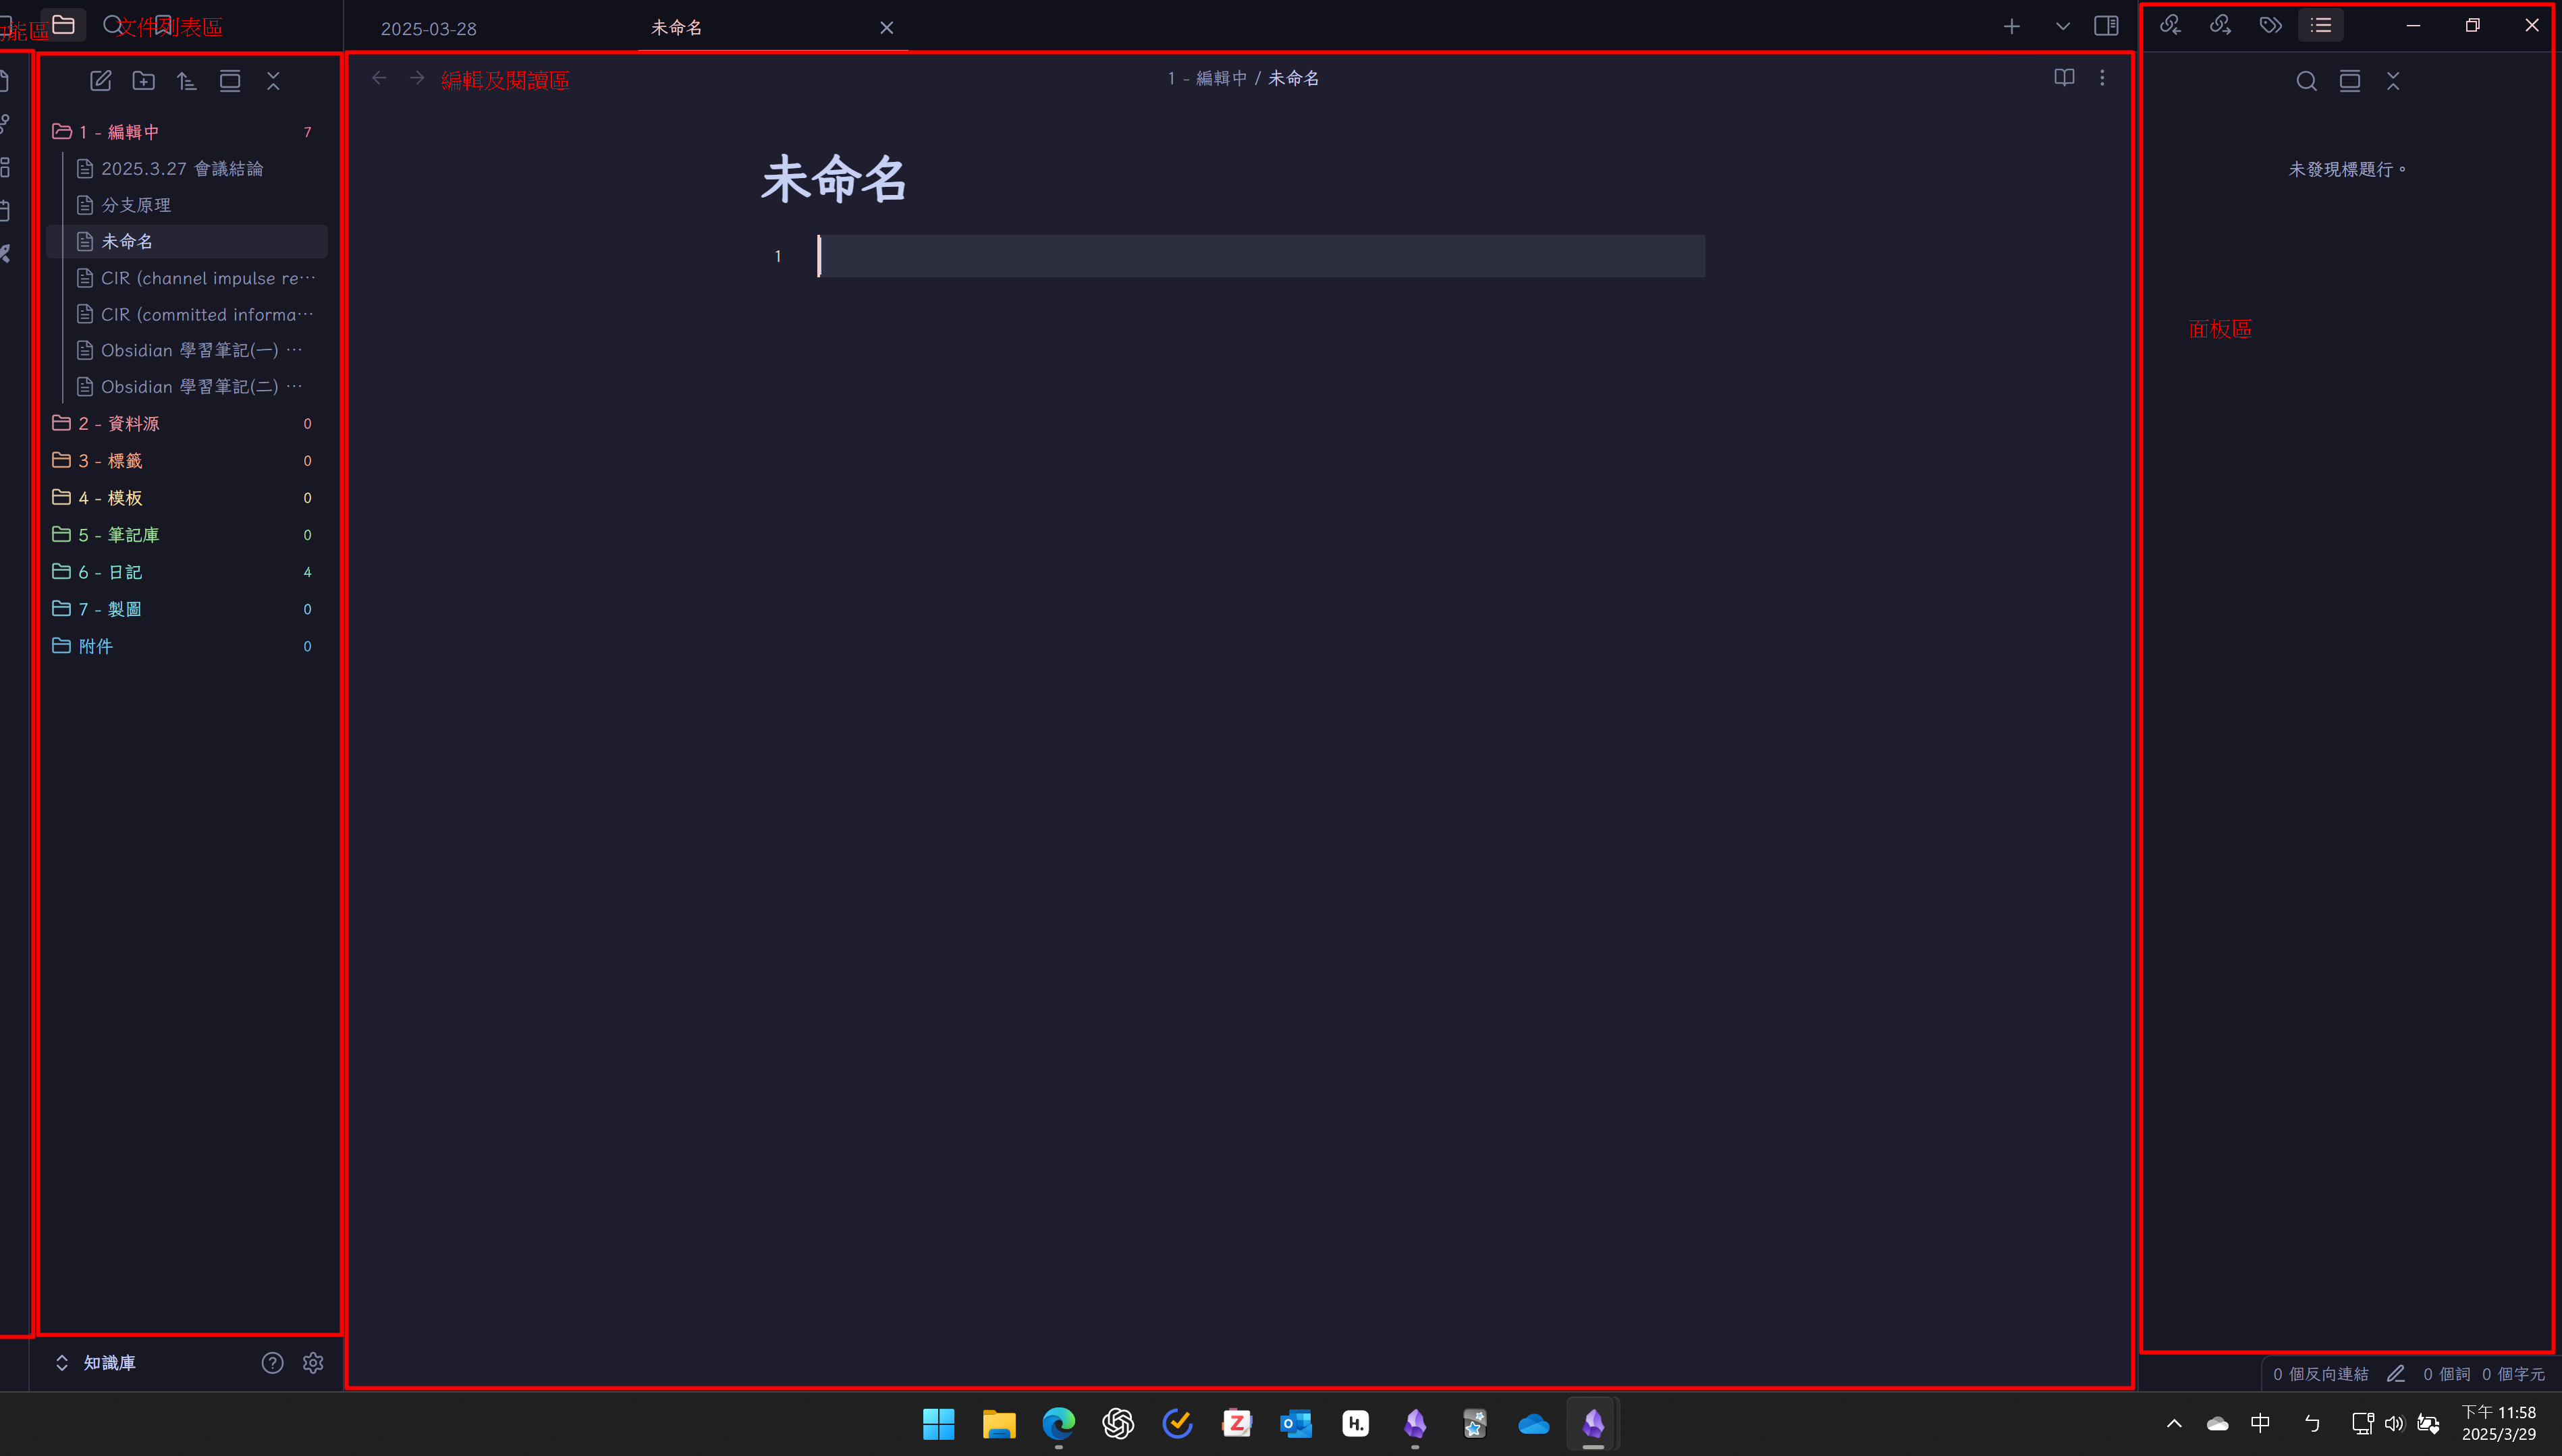 能區
文件列表區
2025-03-28
未命名
編輯及閱讀區
1 - 編輯中 / 未命名
1 - 編輯中 7
2025.3.27 會議結論
分支原理
未命名
CIR (channel impulse re…
CIR (committed informa…
Obsidian 學習筆記(一) …
Obsidian 學習筆記(二) …
2 - 資料源 0
3 - 標籤 0
4 - 模板 0
5 - 筆記庫 0
6 - 日記 4
7 - 製圖 0
附件 0
知識庫
未命名
1
未發現標題行。
面板區
0 個反向連結 0 個詞 0 個字元
中 ㄅ
下午 11:58
2025/3/29